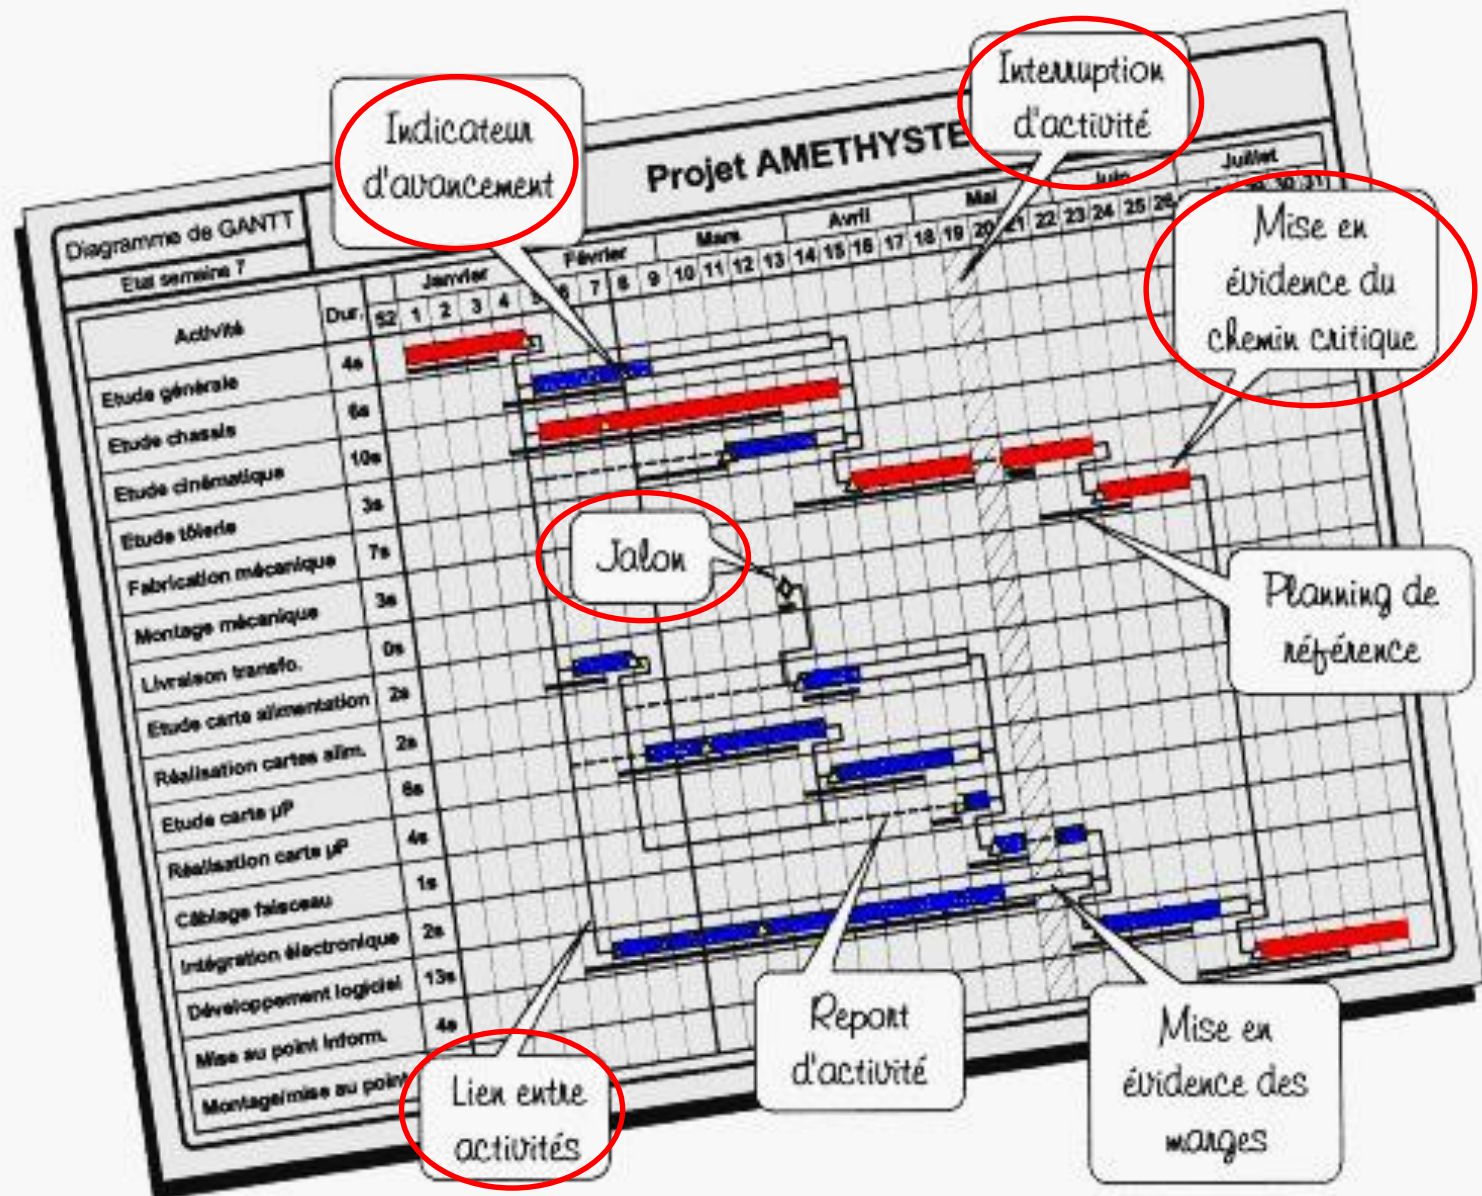 Projet AMETHYSTE
Diagramme de GANTT
Etat semaine 7
Janvier
Février
Mars
Avril
Mai
Juin
Juillet
Activité
Dur.
52 1 2 3 4 5 6 7 8 9 10 11 12 13 14 15 16 17 18 19 20 21 22 23 24 25 26
30 31
Etude générale 4s
Etude chassis 6s
Etude cinématique 10s
Etude tôlerie 3s
Fabrication mécanique 7s
Montage mécanique 3s
Livraison transfo. 0s
Etude carte alimentation 2s
Réalisation cartes alim. 2s
Etude carte µP 6s
Réalisation carte µP 4s
Câblage faisceau 1s
Intégration électronique 2s
Développement logiciel 13s
Mise au point inform. 4s
Montage/mise au point
Indicateur
d'avancement
Interruption
d'activité
Mise en
évidence du
chemin critique
Jalon
Planning de
référence
Report
d'activité
Mise en
évidence des
marges
Lien entre
activités